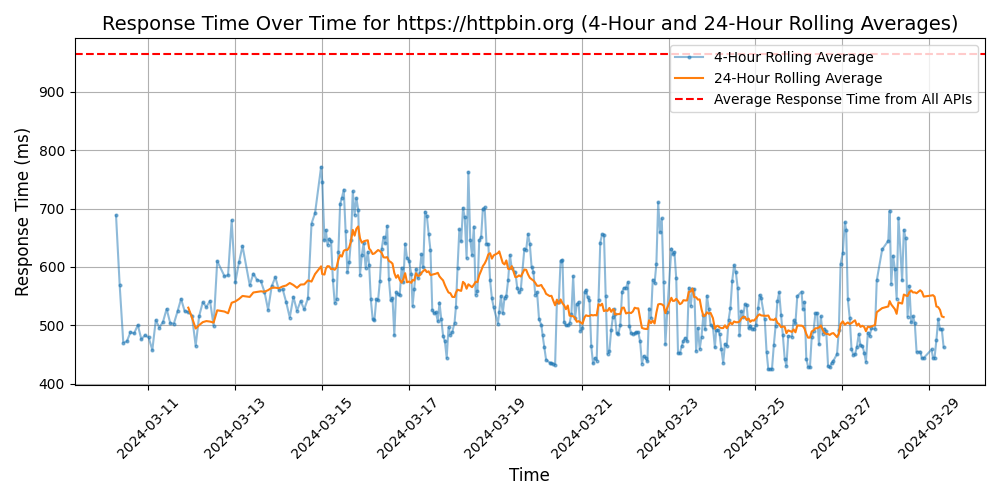 Response Time Over Time for https://httpbin.org (4-Hour and 24-Hour Rolling Averages)
4-Hour Rolling Average
24-Hour Rolling Average
Average Response Time from All APIs
Response Time (ms)
900
800
700
600
500
400
2024-03-11
2024-03-13
2024-03-15
2024-03-17
2024-03-19
2024-03-21
2024-03-23
2024-03-25
2024-03-27
2024-03-29
Time